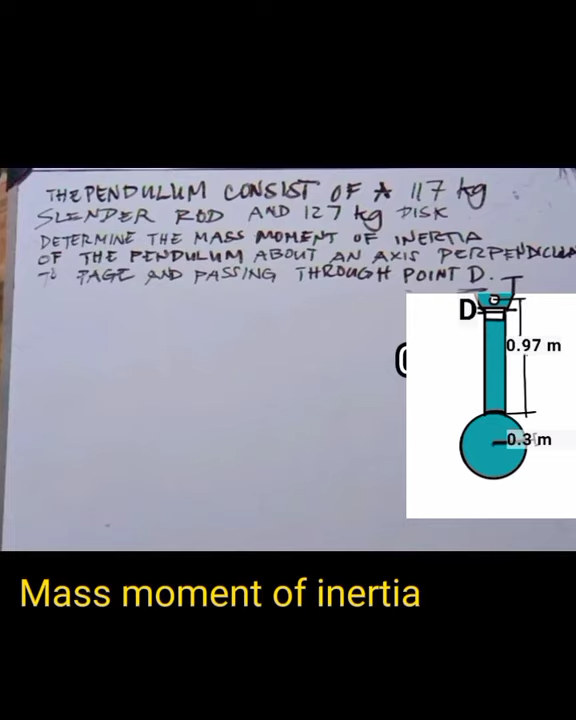 THE PENDULUM CONSIST OF A 117 kg
SLENDER ROD AND 127 kg DISK
DETERMINE THE MASS MOMENT OF INERTIA
OF THE PENDULUM ABOUT AN AXIS PERPENDICULA
TO PAGE AND PASSING THROUGH POINT D.
D
0.97 m
0.3 m
Mass moment of inertia